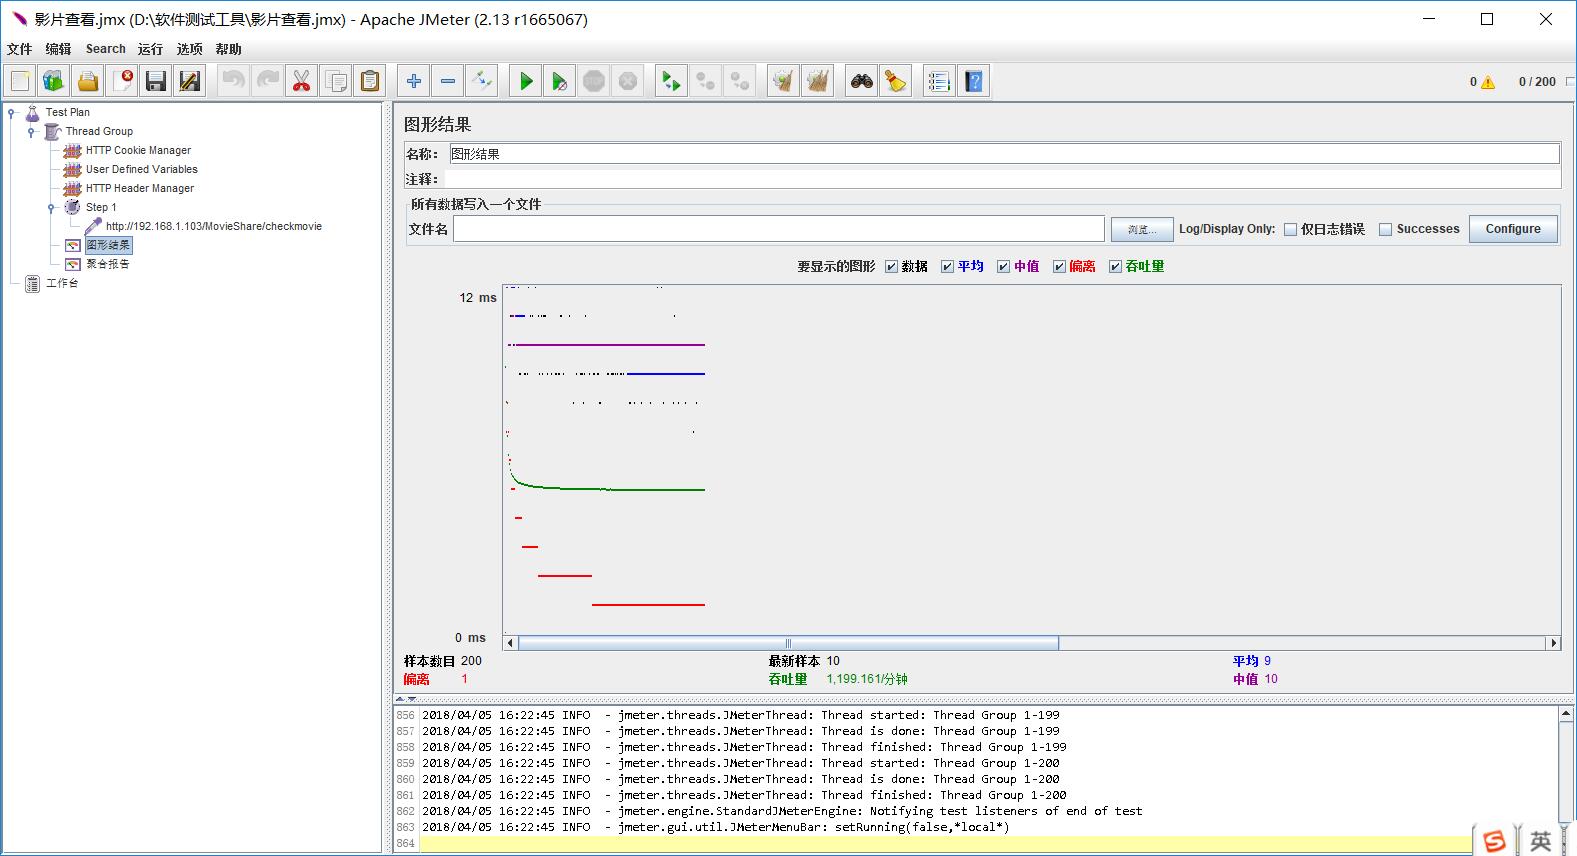 影片查看.jmx (D:\软件测试工具\影片查看.jmx) - Apache JMeter (2.13 r1665067)
文件 编辑 Search 运行 选项 帮助
STOP
0 0 / 200
Test Plan
Thread Group
HTTP Cookie Manager
User Defined Variables
HTTP Header Manager
Step 1
http://192.168.1.103/MovieShare/checkmovie
图形结果
聚合报告
工作台
图形结果
名称： 图形结果
注释：
所有数据写入一个文件
文件名 浏览... Log/Display Only: 仅日志错误 Successes Configure
要显示的图形 数据 平均 中值 偏离 吞吐量
12 ms
0 ms
样本数目 200 最新样本 10 平均 9
偏离 1 吞吐量 1,199.161/分钟 中值 10
856 2018/04/05 16:22:45 INFO - jmeter.threads.JMeterThread: Thread started: Thread Group 1-199
857 2018/04/05 16:22:45 INFO - jmeter.threads.JMeterThread: Thread is done: Thread Group 1-199
858 2018/04/05 16:22:45 INFO - jmeter.threads.JMeterThread: Thread finished: Thread Group 1-199
859 2018/04/05 16:22:45 INFO - jmeter.threads.JMeterThread: Thread started: Thread Group 1-200
860 2018/04/05 16:22:45 INFO - jmeter.threads.JMeterThread: Thread is done: Thread Group 1-200
861 2018/04/05 16:22:45 INFO - jmeter.threads.JMeterThread: Thread finished: Thread Group 1-200
862 2018/04/05 16:22:45 INFO - jmeter.engine.StandardJMeterEngine: Notifying test listeners of end of test
863 2018/04/05 16:22:45 INFO - jmeter.gui.util.JMeterMenuBar: setRunning(false,*local*)
864
英